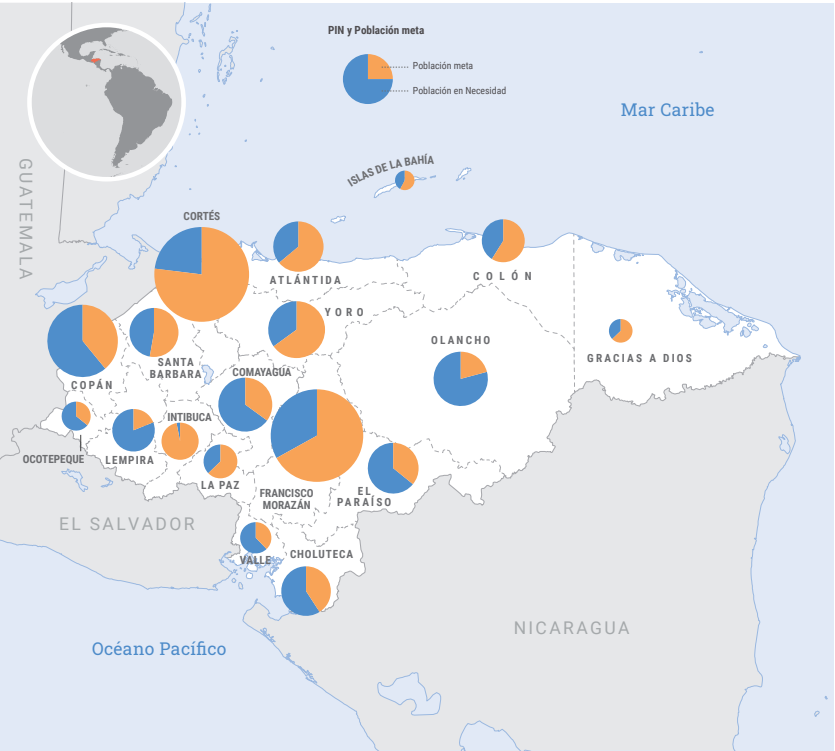 PIN y Población meta
Población meta
Población en Necesidad
Mar Caribe
GUATEMALA
ISLAS DE LA BAHÍA
CORTÉS
ATLÁNTIDA
COLÓN
YORO
OLANCHO
GRACIAS A DIOS
SANTA
BARBARA
COMAYAGUA
COPÁN
INTIBUCA
OCOTEPEQUE
LEMPIRA
LA PAZ
FRANCISCO
MORAZÁN
EL
PARAÍSO
EL SALVADOR
VALLE
CHOLUTECA
NICARAGUA
Océano Pacífico